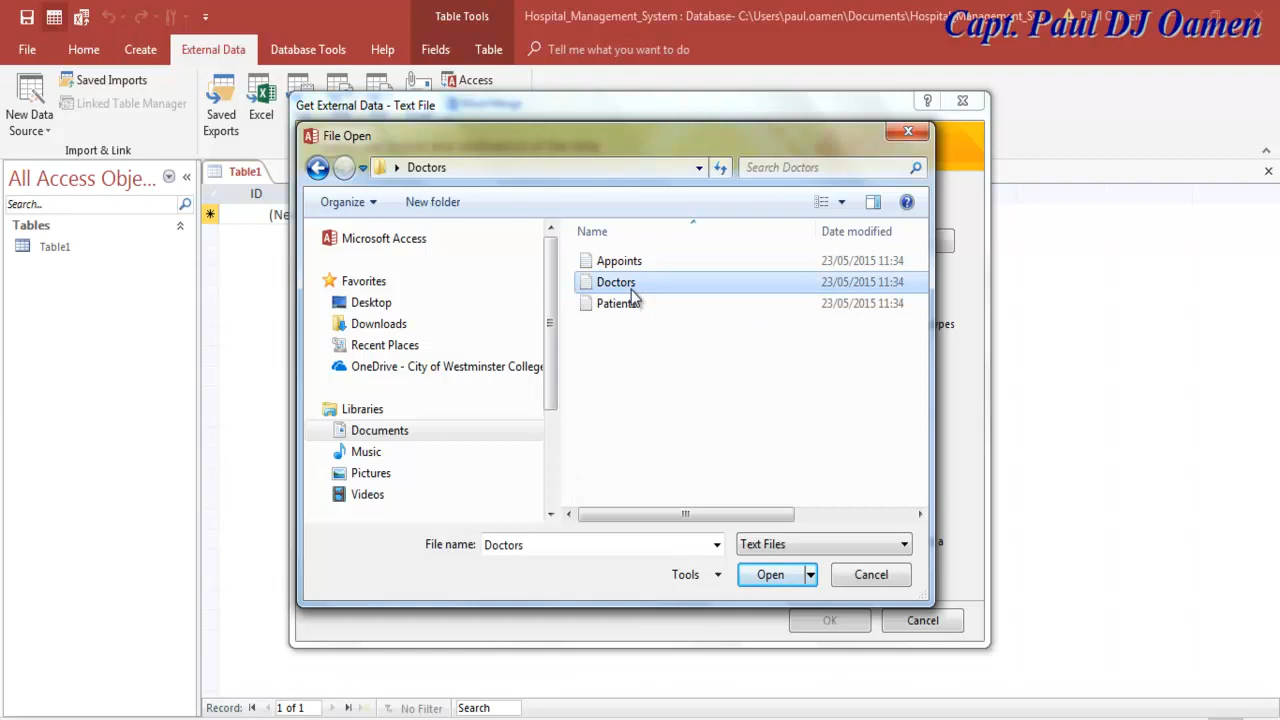 Table Tools
Hospital_Management_System : Database- C:\Users\paul.oamen\Documents\Hospital_
Capt. Paul DJ Oamen
File Home Create External Data Database Tools Help Fields Table Tell me what you want to do
New Data Source
Saved Imports
Linked Table Manager
Import & Link
Saved Exports
Excel
Access
Get External Data - Text File
File Open
Doctors
Search Doctors
Organize New folder
All Access Obje...
Search...
Tables
Table1
Table1
ID
(Ne
Microsoft Access
Favorites
Desktop
Downloads
Recent Places
OneDrive - City of Westminster College
Libraries
Documents
Music
Pictures
Videos
Name Date modified
Appoints 23/05/2015 11:34
Doctors 23/05/2015 11:34
Patients 23/05/2015 11:34
ypes
a
File name: Doctors Text Files
Tools Open Cancel
OK Cancel
Record: 1 of 1 No Filter Search